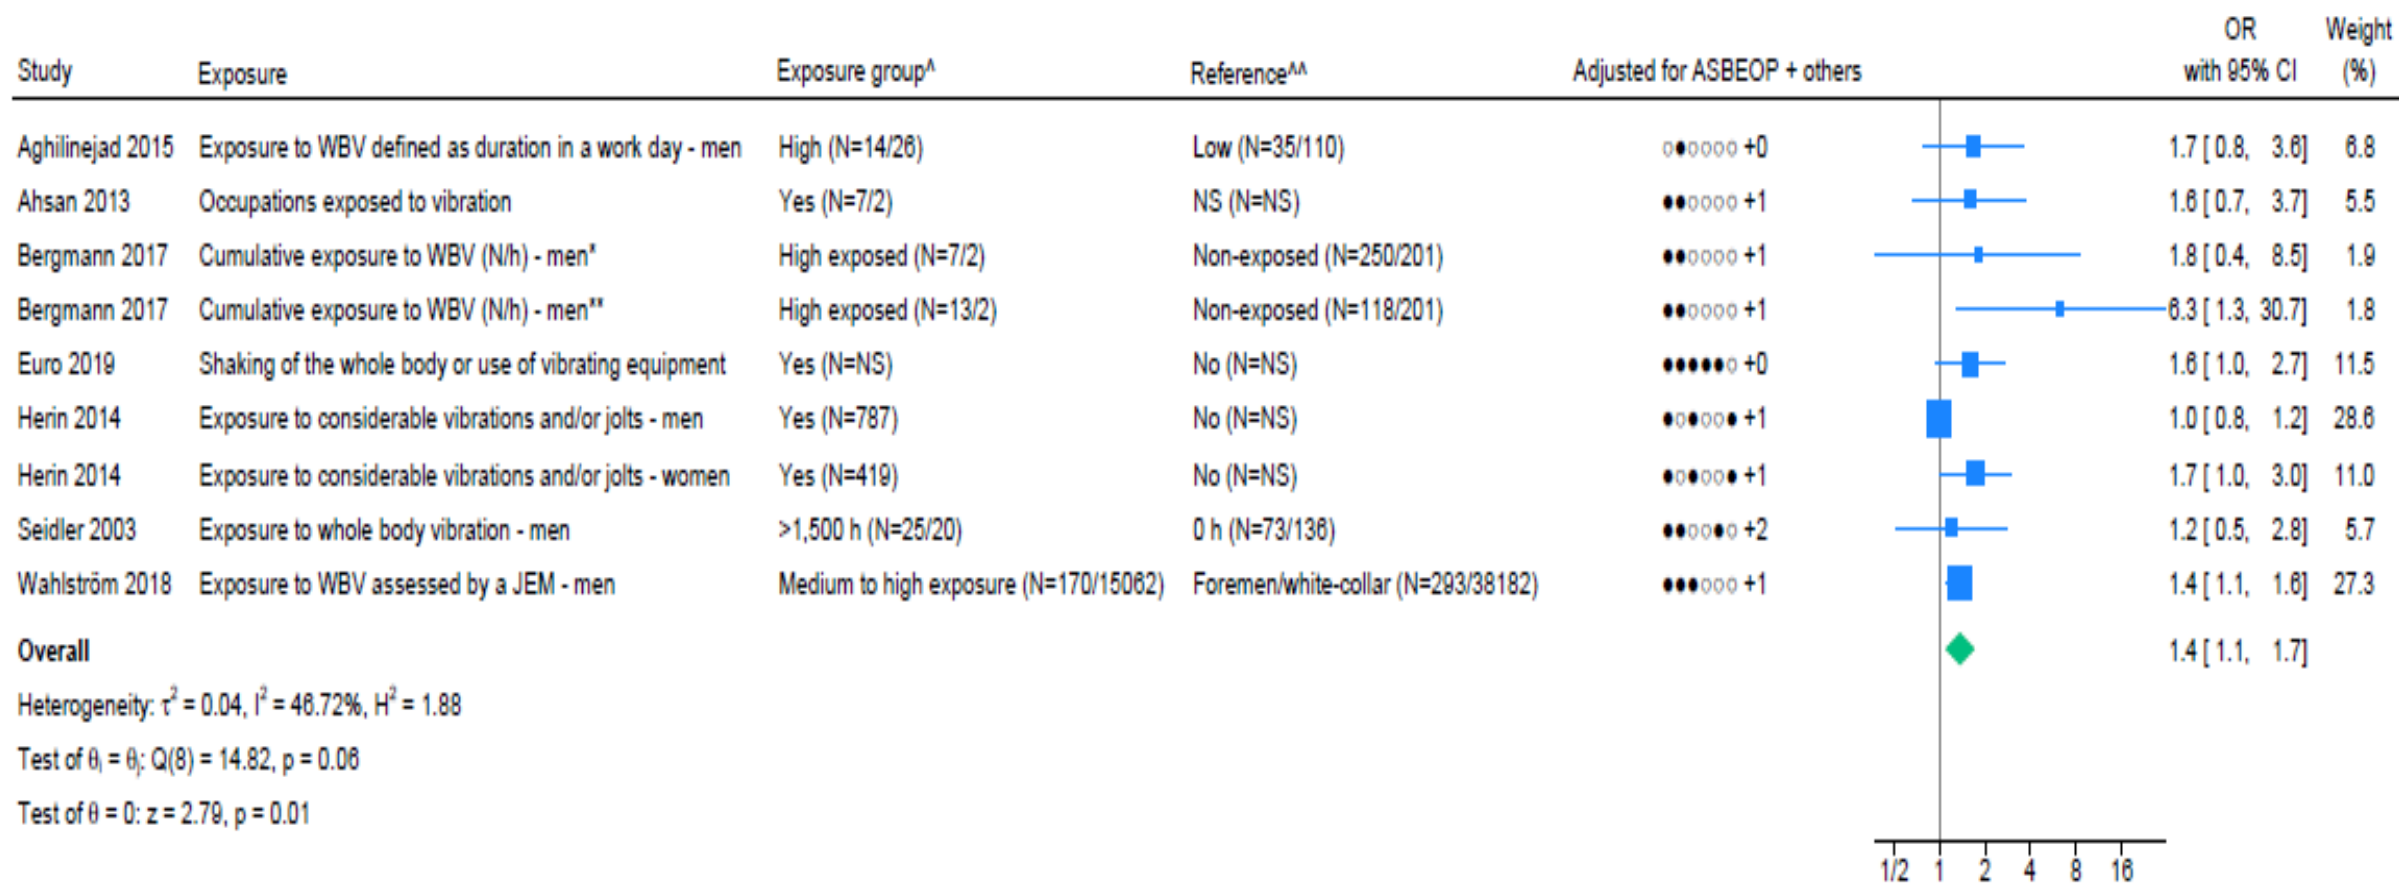 OR Weight
Study Exposure Exposure group^ Reference^^ Adjusted for ASBEOP + others with 95% CI (%)
Aghilinejad 2015 Exposure to WBV defined as duration in a work day - men High (N=14/26) Low (N=35/110) ○●○○○○ +0 1.7 [ 0.8, 3.6] 6.8
Ahsan 2013 Occupations exposed to vibration Yes (N=7/2) NS (N=NS) ●●○○○○ +1 1.6 [ 0.7, 3.7] 5.5
Bergmann 2017 Cumulative exposure to WBV (N/h) - men* High exposed (N=7/2) Non-exposed (N=250/201) ●●○○○○ +1 1.8 [ 0.4, 8.5] 1.9
Bergmann 2017 Cumulative exposure to WBV (N/h) - men** High exposed (N=13/2) Non-exposed (N=118/201) ●●○○○○ +1 6.3 [ 1.3, 30.7] 1.8
Euro 2019 Shaking of the whole body or use of vibrating equipment Yes (N=NS) No (N=NS) ●●●●●○ +0 1.6 [ 1.0, 2.7] 11.5
Herin 2014 Exposure to considerable vibrations and/or jolts - men Yes (N=787) No (N=NS) ●○●○○● +1 1.0 [ 0.8, 1.2] 28.6
Herin 2014 Exposure to considerable vibrations and/or jolts - women Yes (N=419) No (N=NS) ●○●○○● +1 1.7 [ 1.0, 3.0] 11.0
Seidler 2003 Exposure to whole body vibration - men >1,500 h (N=25/20) 0 h (N=73/136) ●●○○●○ +2 1.2 [ 0.5, 2.8] 5.7
Wahlström 2018 Exposure to WBV assessed by a JEM - men Medium to high exposure (N=170/15062) Foremen/white-collar (N=293/38182) ●●●○○○ +1 1.4 [ 1.1, 1.6] 27.3
Overall 1.4 [ 1.1, 1.7]
Heterogeneity: τ² = 0.04, I² = 46.72%, H² = 1.88
Test of θᵢ = θⱼ: Q(8) = 14.82, p = 0.06
Test of θ = 0: z = 2.79, p = 0.01
1/2 1 2 4 8 16